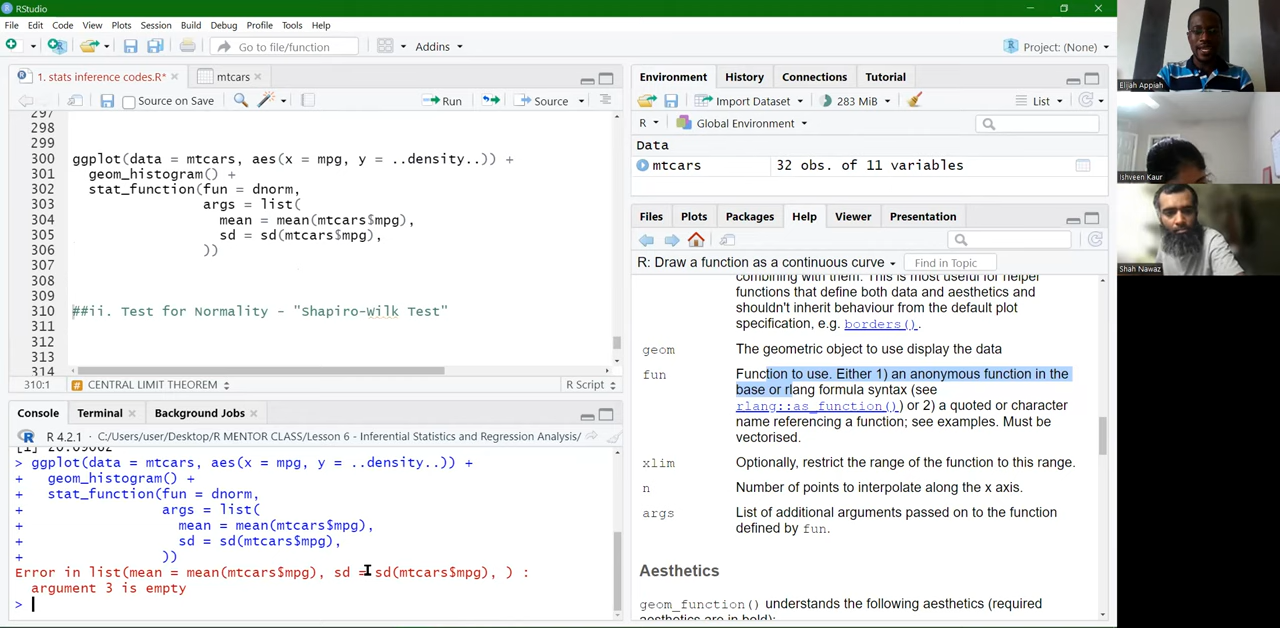 RStudio
File Edit Code View Plots Session Build Debug Profile Tools Help
Go to file/function Addins Project: (None)
1. stats inference codes.R* mtcars
Source on Save Run Source
297
298
299
300 ggplot(data = mtcars, aes(x = mpg, y = ..density..)) +
301 geom_histogram() +
302 stat_function(fun = dnorm,
303 args = list(
304 mean = mean(mtcars$mpg),
305 sd = sd(mtcars$mpg),
306 ))
307
308
309
310 ##ii. Test for Normality - "Shapiro-Wilk Test"
311
312
313
314
310:1 # CENTRAL LIMIT THEOREM R Script
Console Terminal Background Jobs
R 4.2.1 · C:/Users/user/Desktop/R MENTOR CLASS/Lesson 6 - Inferential Statistics and Regression Analysis/
> ggplot(data = mtcars, aes(x = mpg, y = ..density..)) +
+ geom_histogram() +
+ stat_function(fun = dnorm,
+ args = list(
+ mean = mean(mtcars$mpg),
+ sd = sd(mtcars$mpg),
+ ))
Error in list(mean = mean(mtcars$mpg), sd = sd(mtcars$mpg), ) :
argument 3 is empty
>
Environment History Connections Tutorial
Import Dataset 283 MiB List
R Global Environment
Data
mtcars 32 obs. of 11 variables
Files Plots Packages Help Viewer Presentation
R: Draw a function as a continuous curve Find in Topic
combining with them. This is most useful for helper
functions that define both data and aesthetics and
shouldn't inherit behaviour from the default plot
specification, e.g. borders().
geom The geometric object to use display the data
fun Function to use. Either 1) an anonymous function in the
base or rlang formula syntax (see
rlang::as_function()) or 2) a quoted or character
name referencing a function; see examples. Must be
vectorised.
xlim Optionally, restrict the range of the function to this range.
n Number of points to interpolate along the x axis.
args List of additional arguments passed on to the function
defined by fun.
Aesthetics
geom_function() understands the following aesthetics (required
aesthetics are in bold):
Elijah Appiah
Ishveen Kaur
Shah Nawaz